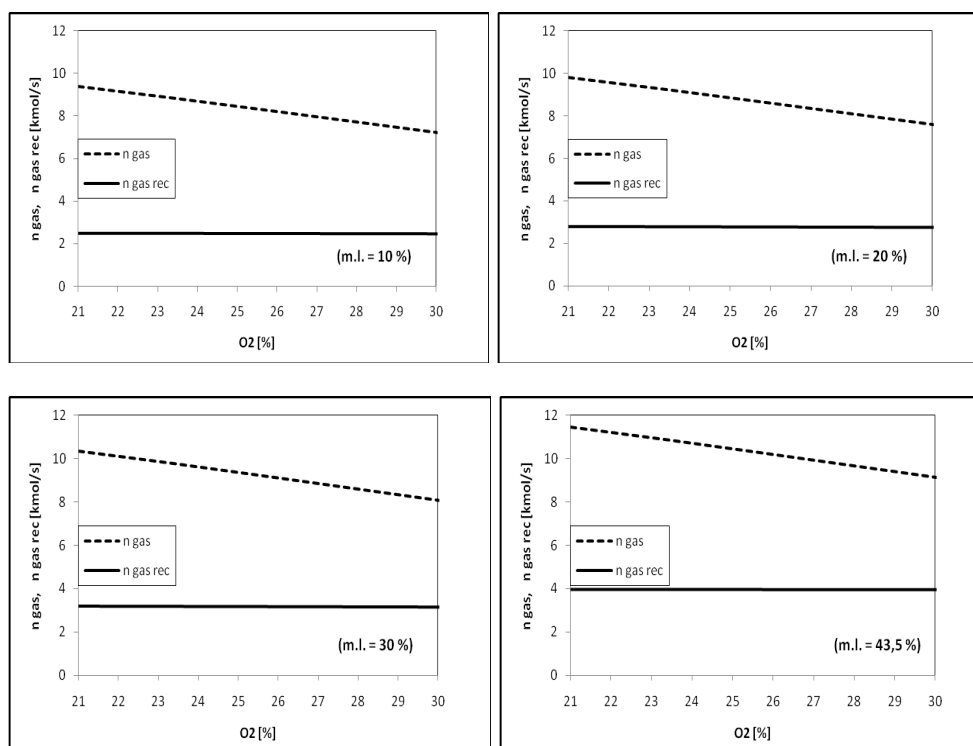 n gas, n gas rec [kmol/s]
12
10
8
6
4
2
0
n gas
n gas rec
(m.l. = 10 %)
21 22 23 24 25 26 27 28 29 30
O2 [%]
n gas, n gas rec [kmol/s]
12
10
8
6
4
2
0
n gas
n gas rec
(m.l. = 20 %)
21 22 23 24 25 26 27 28 29 30
O2 [%]
n gas, n gas rec [kmol/s]
12
10
8
6
4
2
0
n gas
n gas rec
(m.l. = 30 %)
21 22 23 24 25 26 27 28 29 30
O2 [%]
n gas, n gas rec [kmol/s]
12
10
8
6
4
2
0
n gas
n gas rec
(m.l. = 43,5 %)
21 22 23 24 25 26 27 28 29 30
O2 [%]